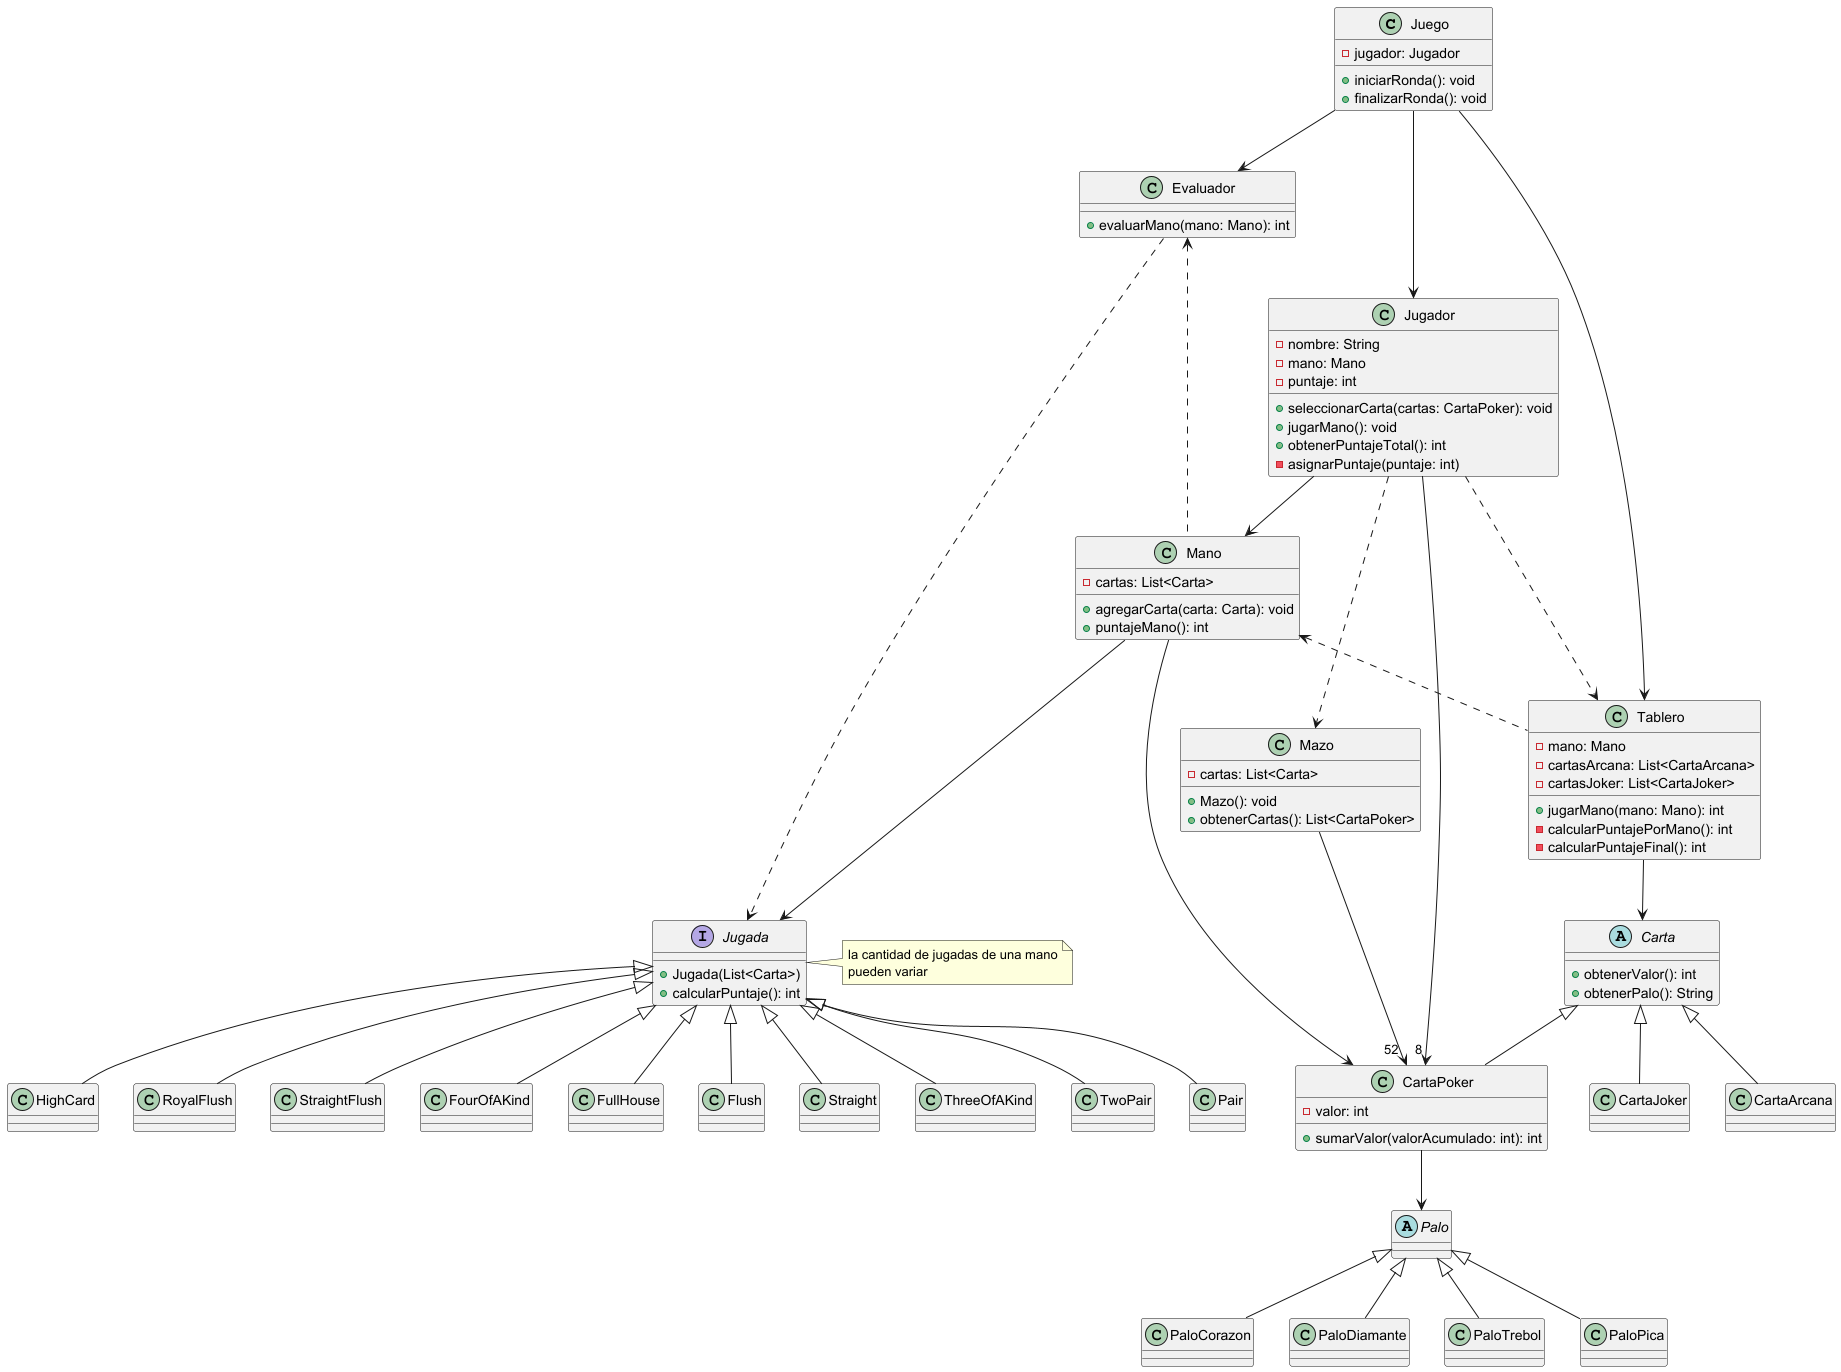 C Juego
jugador: Jugador
iniciarRonda(): void
finalizarRonda(): void
C Evaluador
evaluarMano(mano: Mano): int
C Jugador
nombre: String
mano: Mano
puntaje: int
seleccionarCarta(cartas: CartaPoker): void
jugarMano(): void
obtenerPuntajeTotal(): int
asignarPuntaje(puntaje: int)
C Mano
cartas: List<Carta>
agregarCarta(carta: Carta): void
puntajeMano(): int
C Mazo
cartas: List<Carta>
Mazo(): void
obtenerCartas(): List<CartaPoker>
C Tablero
mano: Mano
cartasArcana: List<CartaArcana>
cartasJoker: List<CartaJoker>
jugarMano(mano: Mano): int
calcularPuntajePorMano(): int
calcularPuntajeFinal(): int
I Jugada
Jugada(List<Carta>)
calcularPuntaje(): int
la cantidad de jugadas de una mano
pueden variar
A Carta
obtenerValor(): int
obtenerPalo(): String
52
8
C HighCard
C RoyalFlush
C StraightFlush
C FourOfAKind
C FullHouse
C Flush
C Straight
C ThreeOfAKind
C TwoPair
C Pair
C CartaPoker
valor: int
sumarValor(valorAcumulado: int): int
C CartaJoker
C CartaArcana
A Palo
C PaloCorazon
C PaloDiamante
C PaloTrebol
C PaloPica